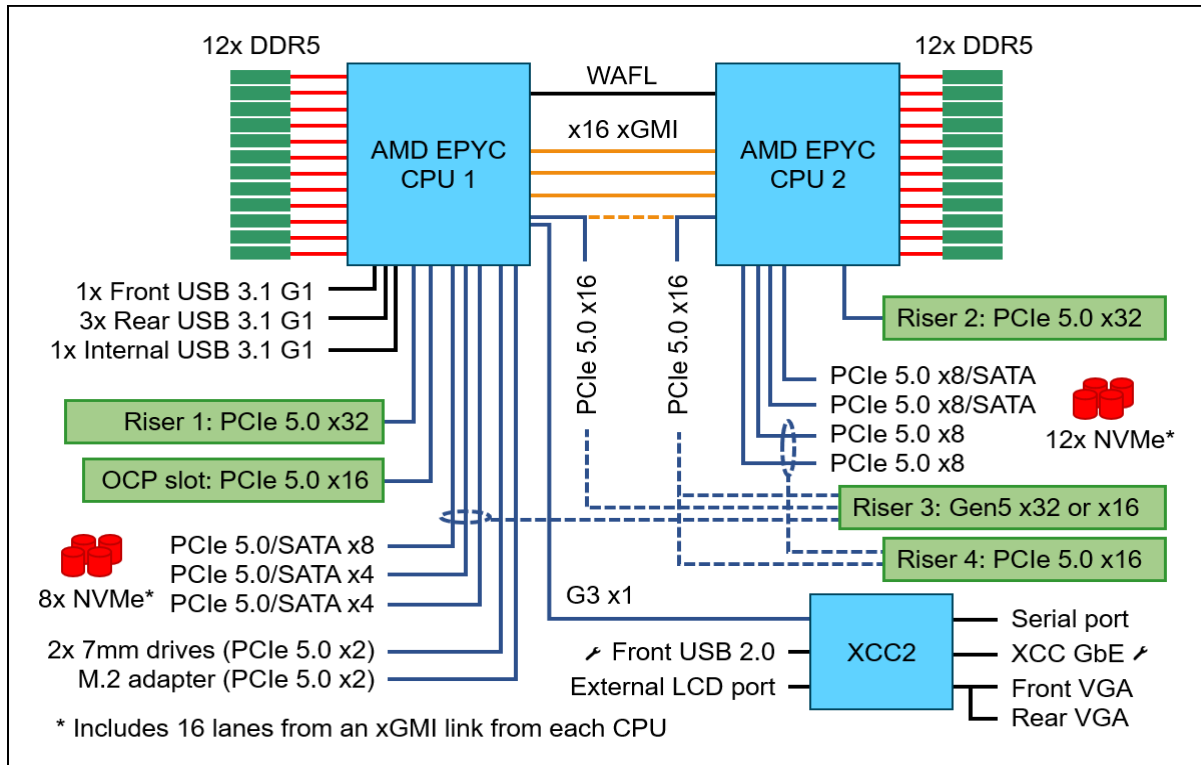 12x DDR5
12x DDR5
WAFL
x16 xGMI
AMD EPYC
CPU 1
AMD EPYC
CPU 2
1x Front USB 3.1 G1
3x Rear USB 3.1 G1
1x Internal USB 3.1 G1
PCIe 5.0 x16
PCIe 5.0 x16
Riser 2: PCIe 5.0 x32
PCIe 5.0 x8/SATA
PCIe 5.0 x8/SATA
PCIe 5.0 x8
PCIe 5.0 x8
12x NVMe*
Riser 1: PCIe 5.0 x32
OCP slot: PCIe 5.0 x16
Riser 3: Gen5 x32 or x16
Riser 4: PCIe 5.0 x16
PCIe 5.0/SATA x8
PCIe 5.0/SATA x4
PCIe 5.0/SATA x4
8x NVMe*
G3 x1
2x 7mm drives (PCIe 5.0 x2)
M.2 adapter (PCIe 5.0 x2)
Front USB 2.0
External LCD port
XCC2
Serial port
XCC GbE
Front VGA
Rear VGA
* Includes 16 lanes from an xGMI link from each CPU